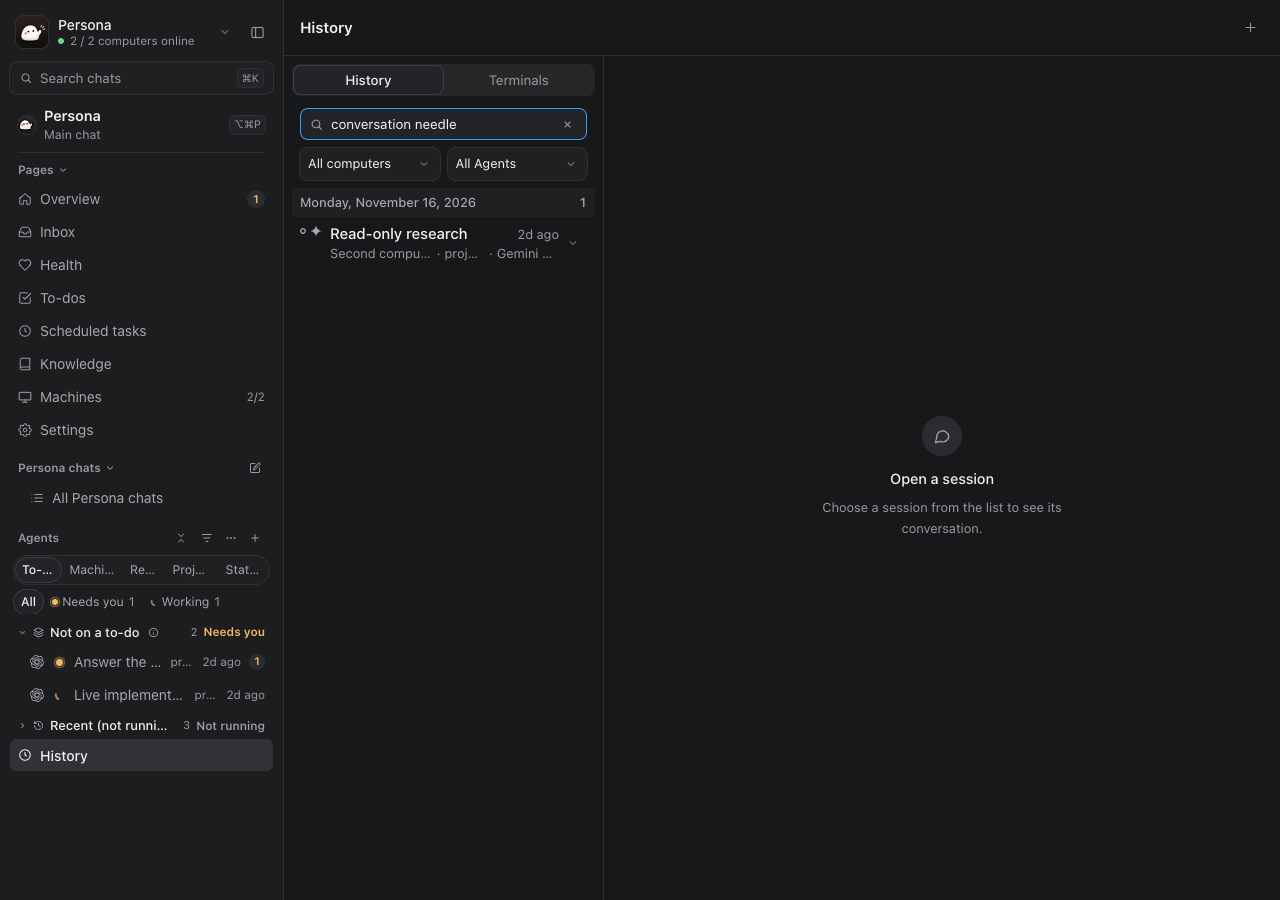 Persona
2 / 2 computers online
Search chats ⌘K
Persona
Main chat
⌥⌘P
Pages
Overview 1
Inbox
Health
To-dos
Scheduled tasks
Knowledge
Machines 2/2
Settings
Persona chats
All Persona chats
Agents
To-... Machi... Re... Proj... Stat...
All Needs you 1 Working 1
Not on a to-do 2 Needs you
Answer the ... pr... 2d ago 1
Live implement... pr... 2d ago
Recent (not runni... 3 Not running
History
History
History Terminals
conversation needle
All computers All Agents
Monday, November 16, 2026 1
Read-only research 2d ago
Second compu... · proj... · Gemini ...
Open a session
Choose a session from the list to see its
conversation.